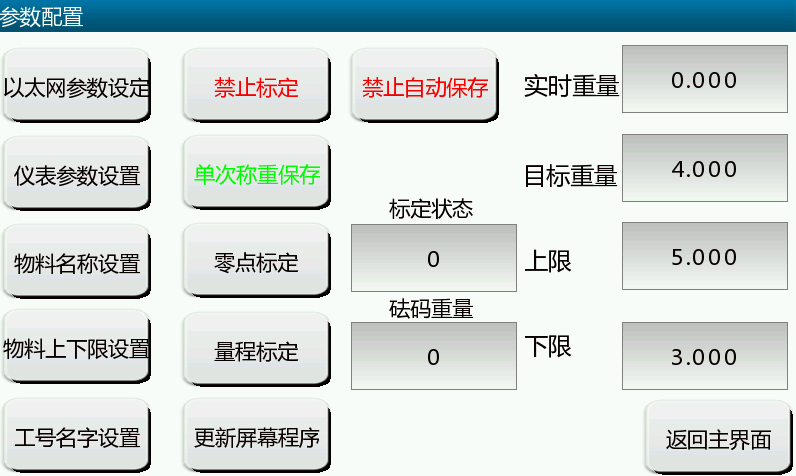 参数配置
以太网参数设定
禁止标定
禁止自动保存
实时重量
0.000
仪表参数设置
单次称重保存
目标重量
4.000
标定状态
物料名称设置
零点标定
0
上限
5.000
砝码重量
物料上下限设置
量程标定
0
下限
3.000
工号名字设置
更新屏幕程序
返回主界面